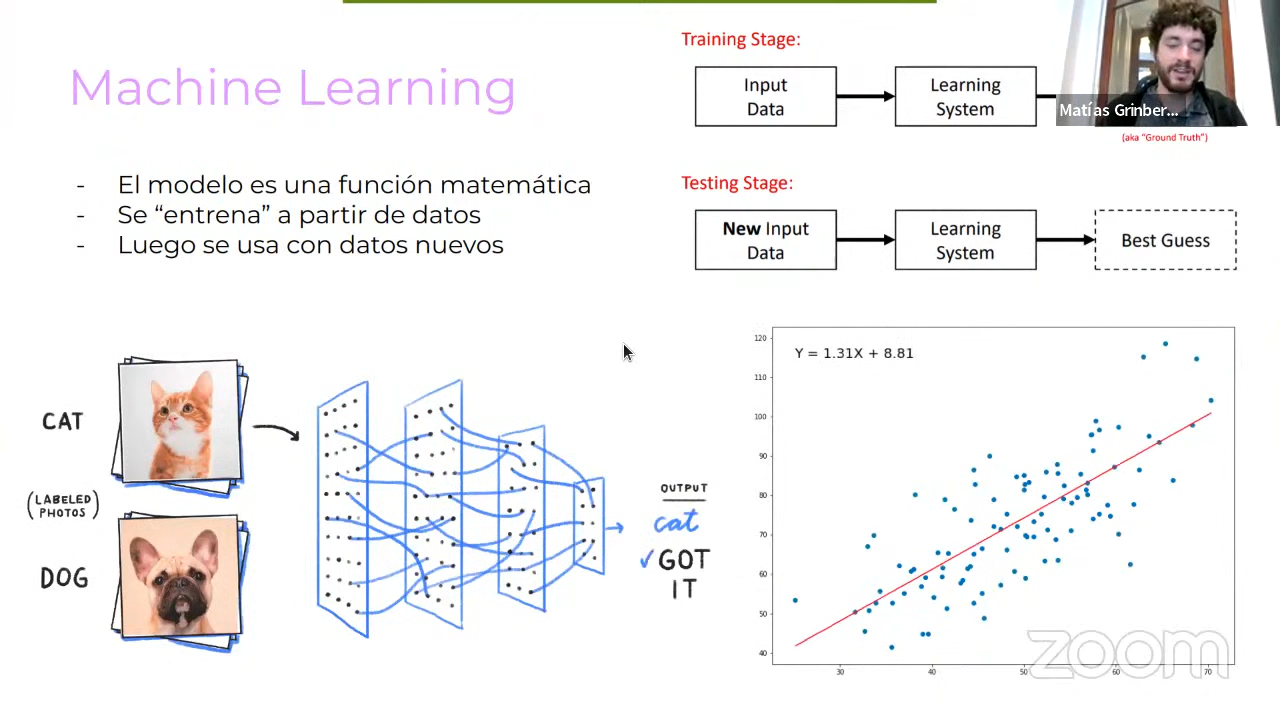 Machine Learning
- El modelo es una función matemática
- Se “entrena” a partir de datos
- Luego se usa con datos nuevos
Training Stage:
Input
Data
Learning
System
Matías Grinber...
(aka “Ground Truth”)
Testing Stage:
New Input
Data
Learning
System
Best Guess
CAT
(LABELED
PHOTOS)
DOG
OUTPUT
cat
✓GOT
IT
Y = 1.31X + 8.81
120
110
100
90
80
70
60
50
40
30
40
50
60
70
zoom